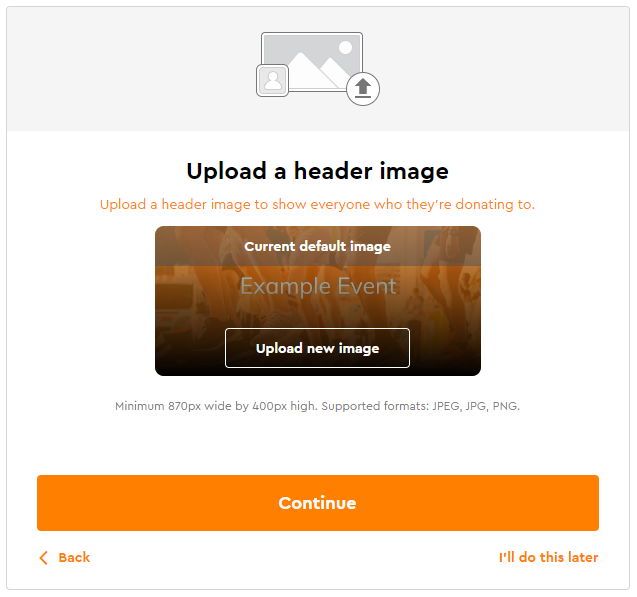 Upload a header image
Upload a header image to show everyone who they're donating to.
Current default image
Example Event
Upload new image
Minimum 870px wide by 400px high. Supported formats: JPEG, JPG, PNG.
Continue
Back
I'll do this later